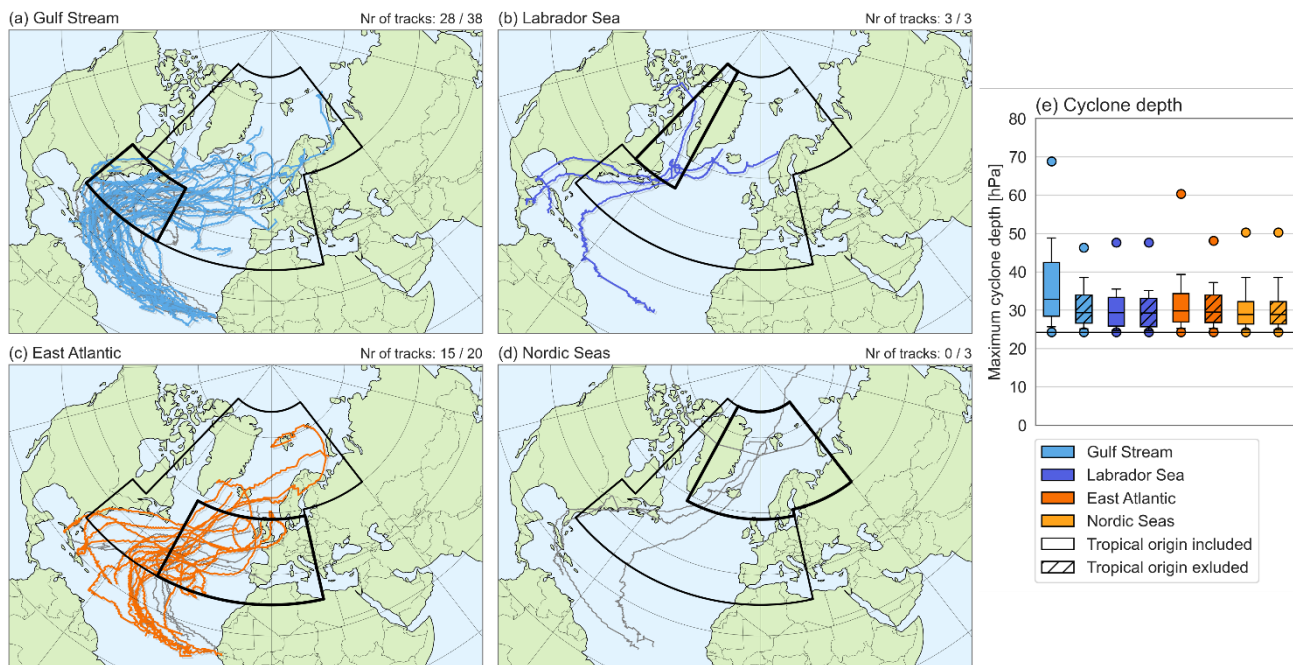 (a) Gulf Stream
Nr of tracks: 28 / 38
(b) Labrador Sea
Nr of tracks: 3 / 3
(c) East Atlantic
Nr of tracks: 15 / 20
(d) Nordic Seas
Nr of tracks: 0 / 3
(e) Cyclone depth
Maximum cyclone depth [hPa]
80
70
60
50
40
30
20
10
0
Gulf Stream
Labrador Sea
East Atlantic
Nordic Seas
Tropical origin included
Tropical origin exluded